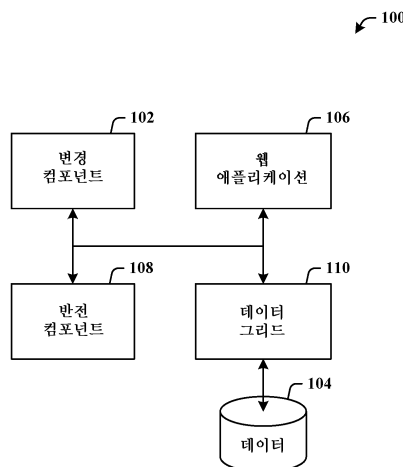 100
102
변경
컴포넌트
106
웹
애플리케이션
108
반전
컴포넌트
110
데이터
그리드
104
데이터